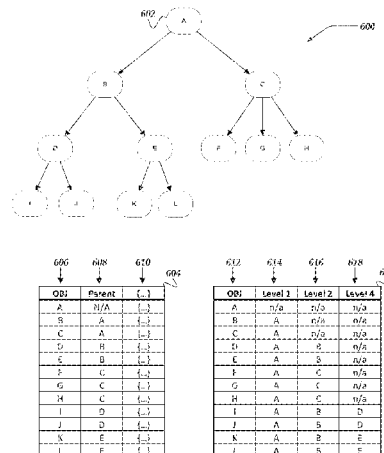 602
A
600
B
C
D
E
F
G
H
I
J
K
L
606 608 610
604
OBJ Parent {...}
A N/A {...}
B A {...}
C A {...}
D B {...}
E B {...}
F C {...}
G C {...}
H C {...}
I D {...}
J D {...}
K E {...}
L E {...}
612 614 616 618
OBJ Level 1 Level 2 Level 4
A n/a n/a n/a
B A n/a n/a
C A n/a n/a
D A B n/a
E A B n/a
F A C n/a
G A C n/a
H A C n/a
I A B D
J A B D
K A B E
L A B E